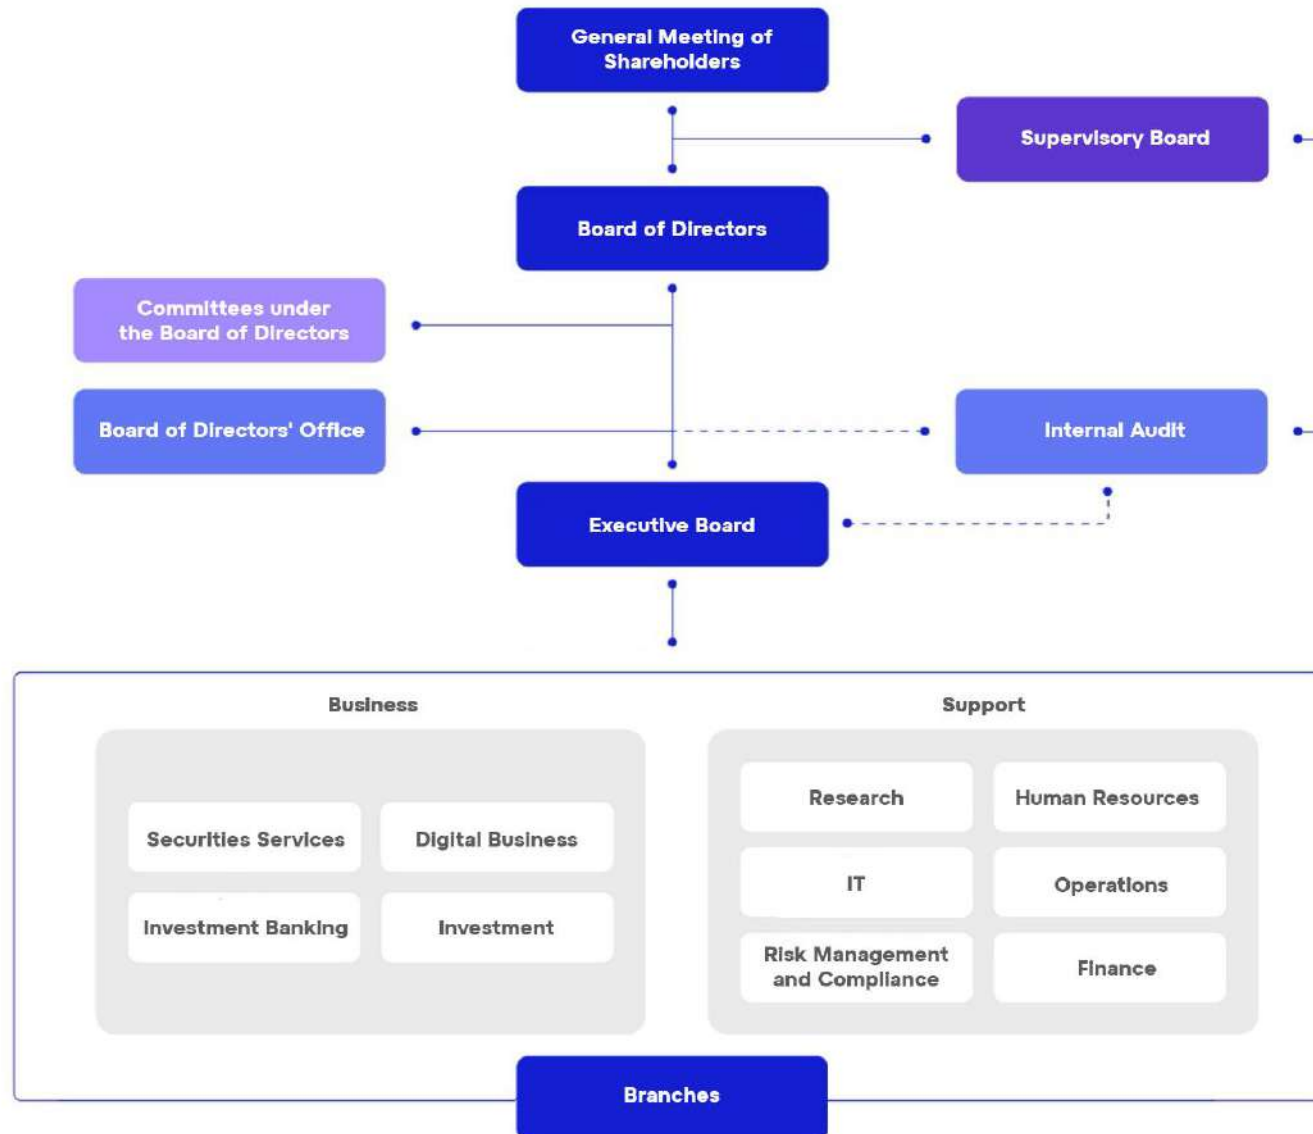 General Meeting of
Shareholders
Supervisory Board
Board of Directors
Committees under
the Board of Directors
Board of Directors' Office
Internal Audit
Executive Board
Business
Support
Securities Services
Digital Business
Investment Banking
Investment
Research
Human Resources
IT
Operations
Risk Management
and Compliance
Finance
Branches